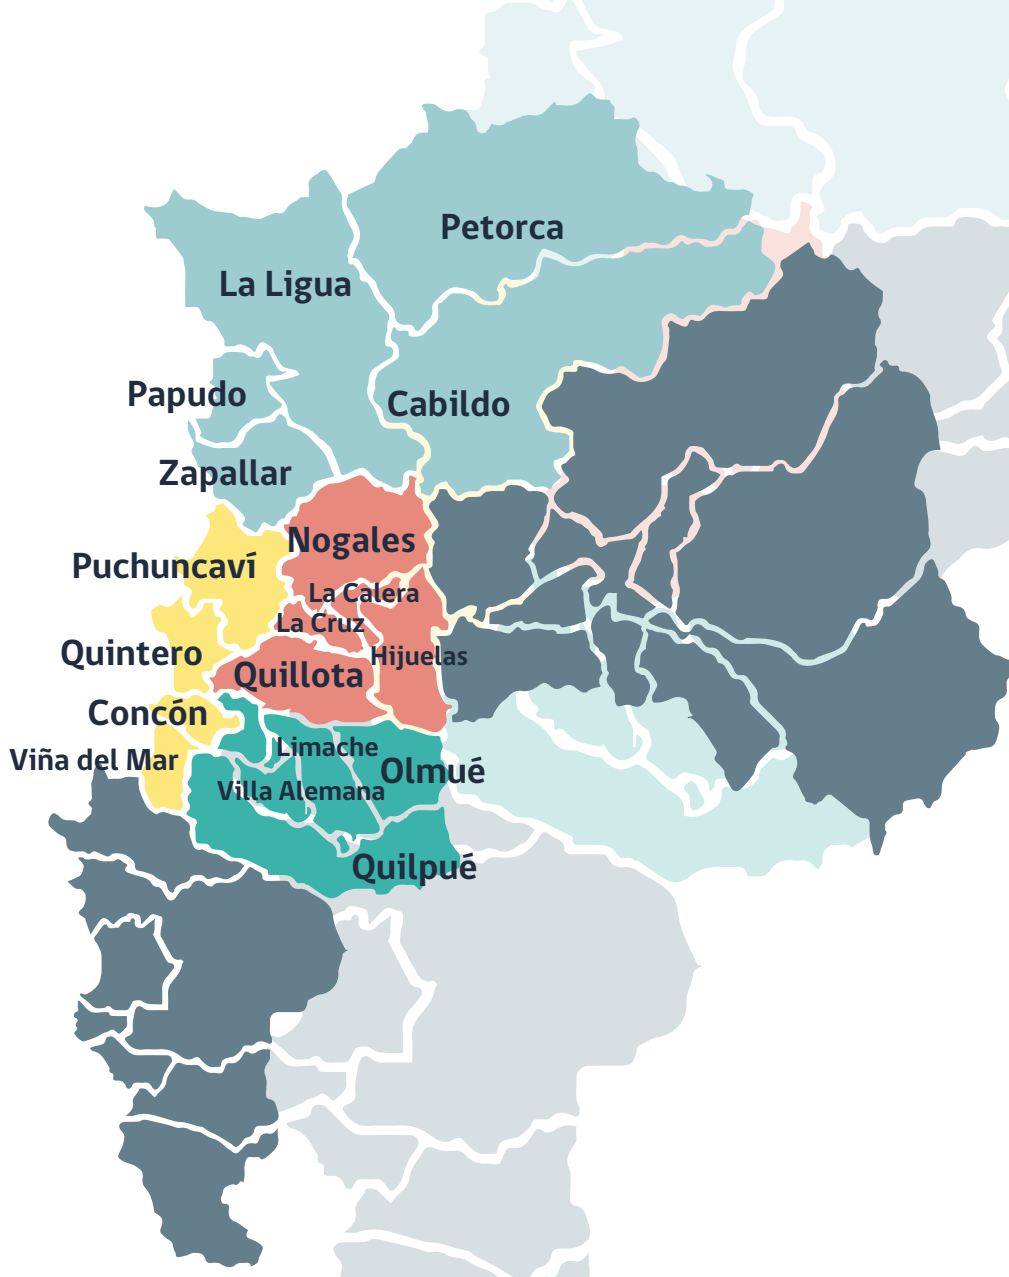 Petorca
La Ligua
Papudo
Cabildo
Zapallar
Nogales
Puchuncaví
La Calera
La Cruz
Quintero
Hijuelas
Quillota
Concón
Limache
Viña del Mar
Olmué
Villa Alemana
Quilpué